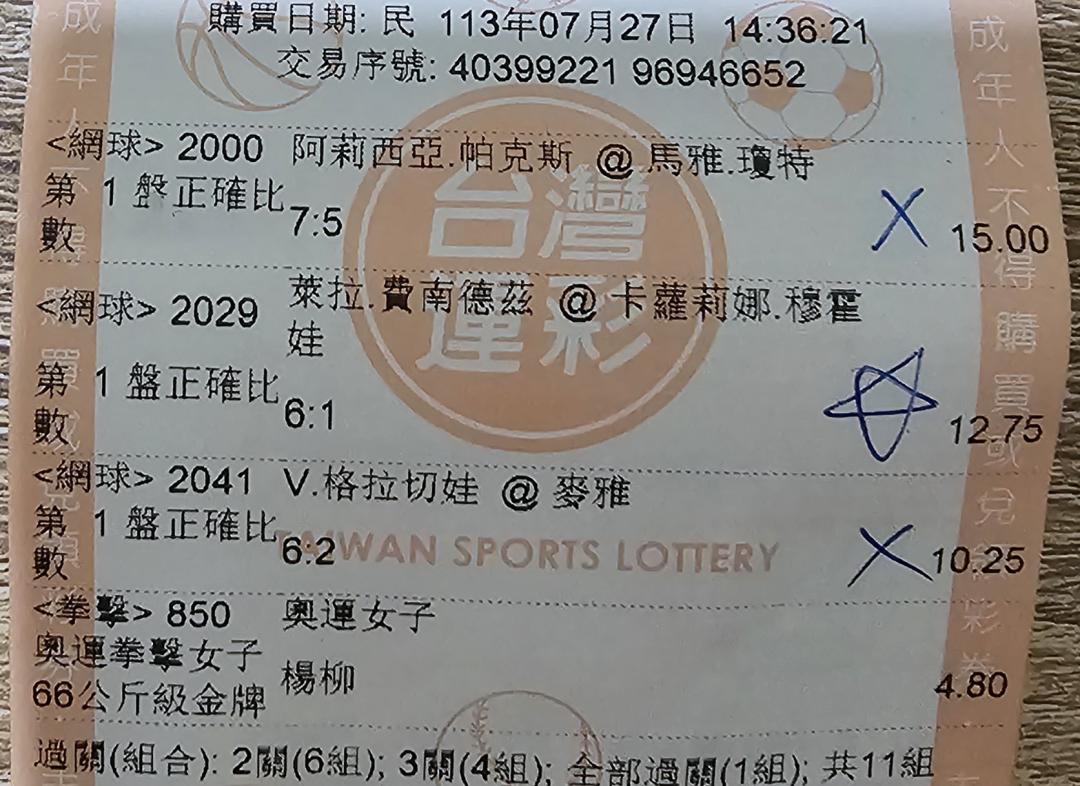 購買日期: 民 113年07月27日 14:36:21
交易序號: 40399221 96946652
<網球> 2000 阿莉西亞.帕克斯 @ 馬雅.瓊特
第 1 盤正確比數 7:5 15.00
<網球> 2029 萊拉.費南德茲 @ 卡蘿莉娜.穆霍娃
第 1 盤正確比數 6:1 12.75
<網球> 2041 V.格拉切娃 @ 麥雅
第 1 盤正確比數 6:2 10.25
<拳擊> 850 奧運女子
奧運拳擊女子66公斤級金牌 楊柳 4.80
過關(組合): 2關(6組); 3關(4組); 全部過關(1組); 共11組
台灣
運彩
TAIWAN SPORTS LOTTERY
成年人不得購買或兌